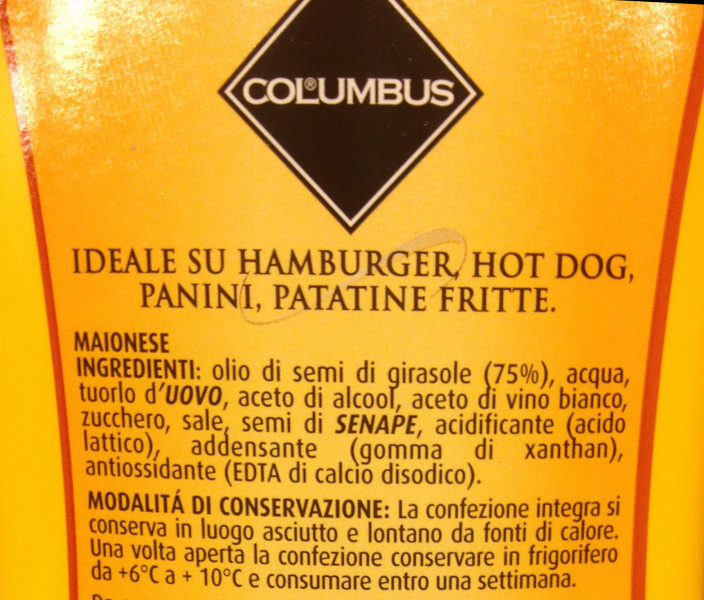 COLUMBUS®
IDEALE SU HAMBURGER, HOT DOG,
PANINI, PATATINE FRITTE.
MAIONESE
INGREDIENTI: olio di semi di girasole (75%), acqua,
tuorlo d'UOVO, aceto di alcool, aceto di vino bianco,
zucchero, sale, semi di SENAPE, acidificante (acido
lattico), addensante (gomma di xanthan),
antiossidante (EDTA di calcio disodico).
MODALITÁ DI CONSERVAZIONE: La confezione integra si
conserva in luogo asciutto e lontano da fonti di calore.
Una volta aperta la confezione conservare in frigorifero
da +6°C a + 10°C e consumare entro una settimana.